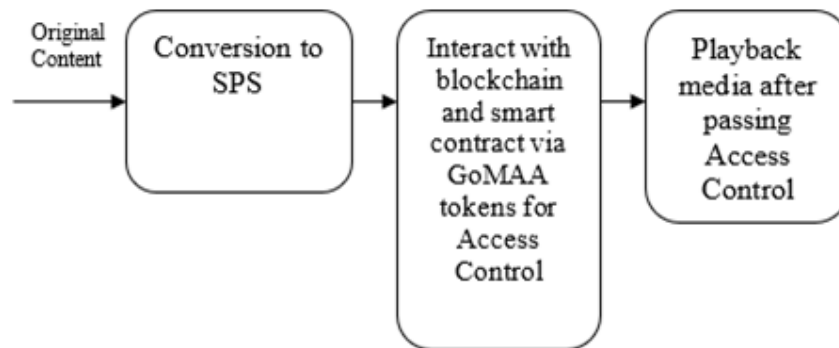 Original
Content
Conversion to
SPS
Interact with
blockchain
and smart
contract via
GoMAA
tokens for
Access
Control
Playback
media after
passing
Access
Control